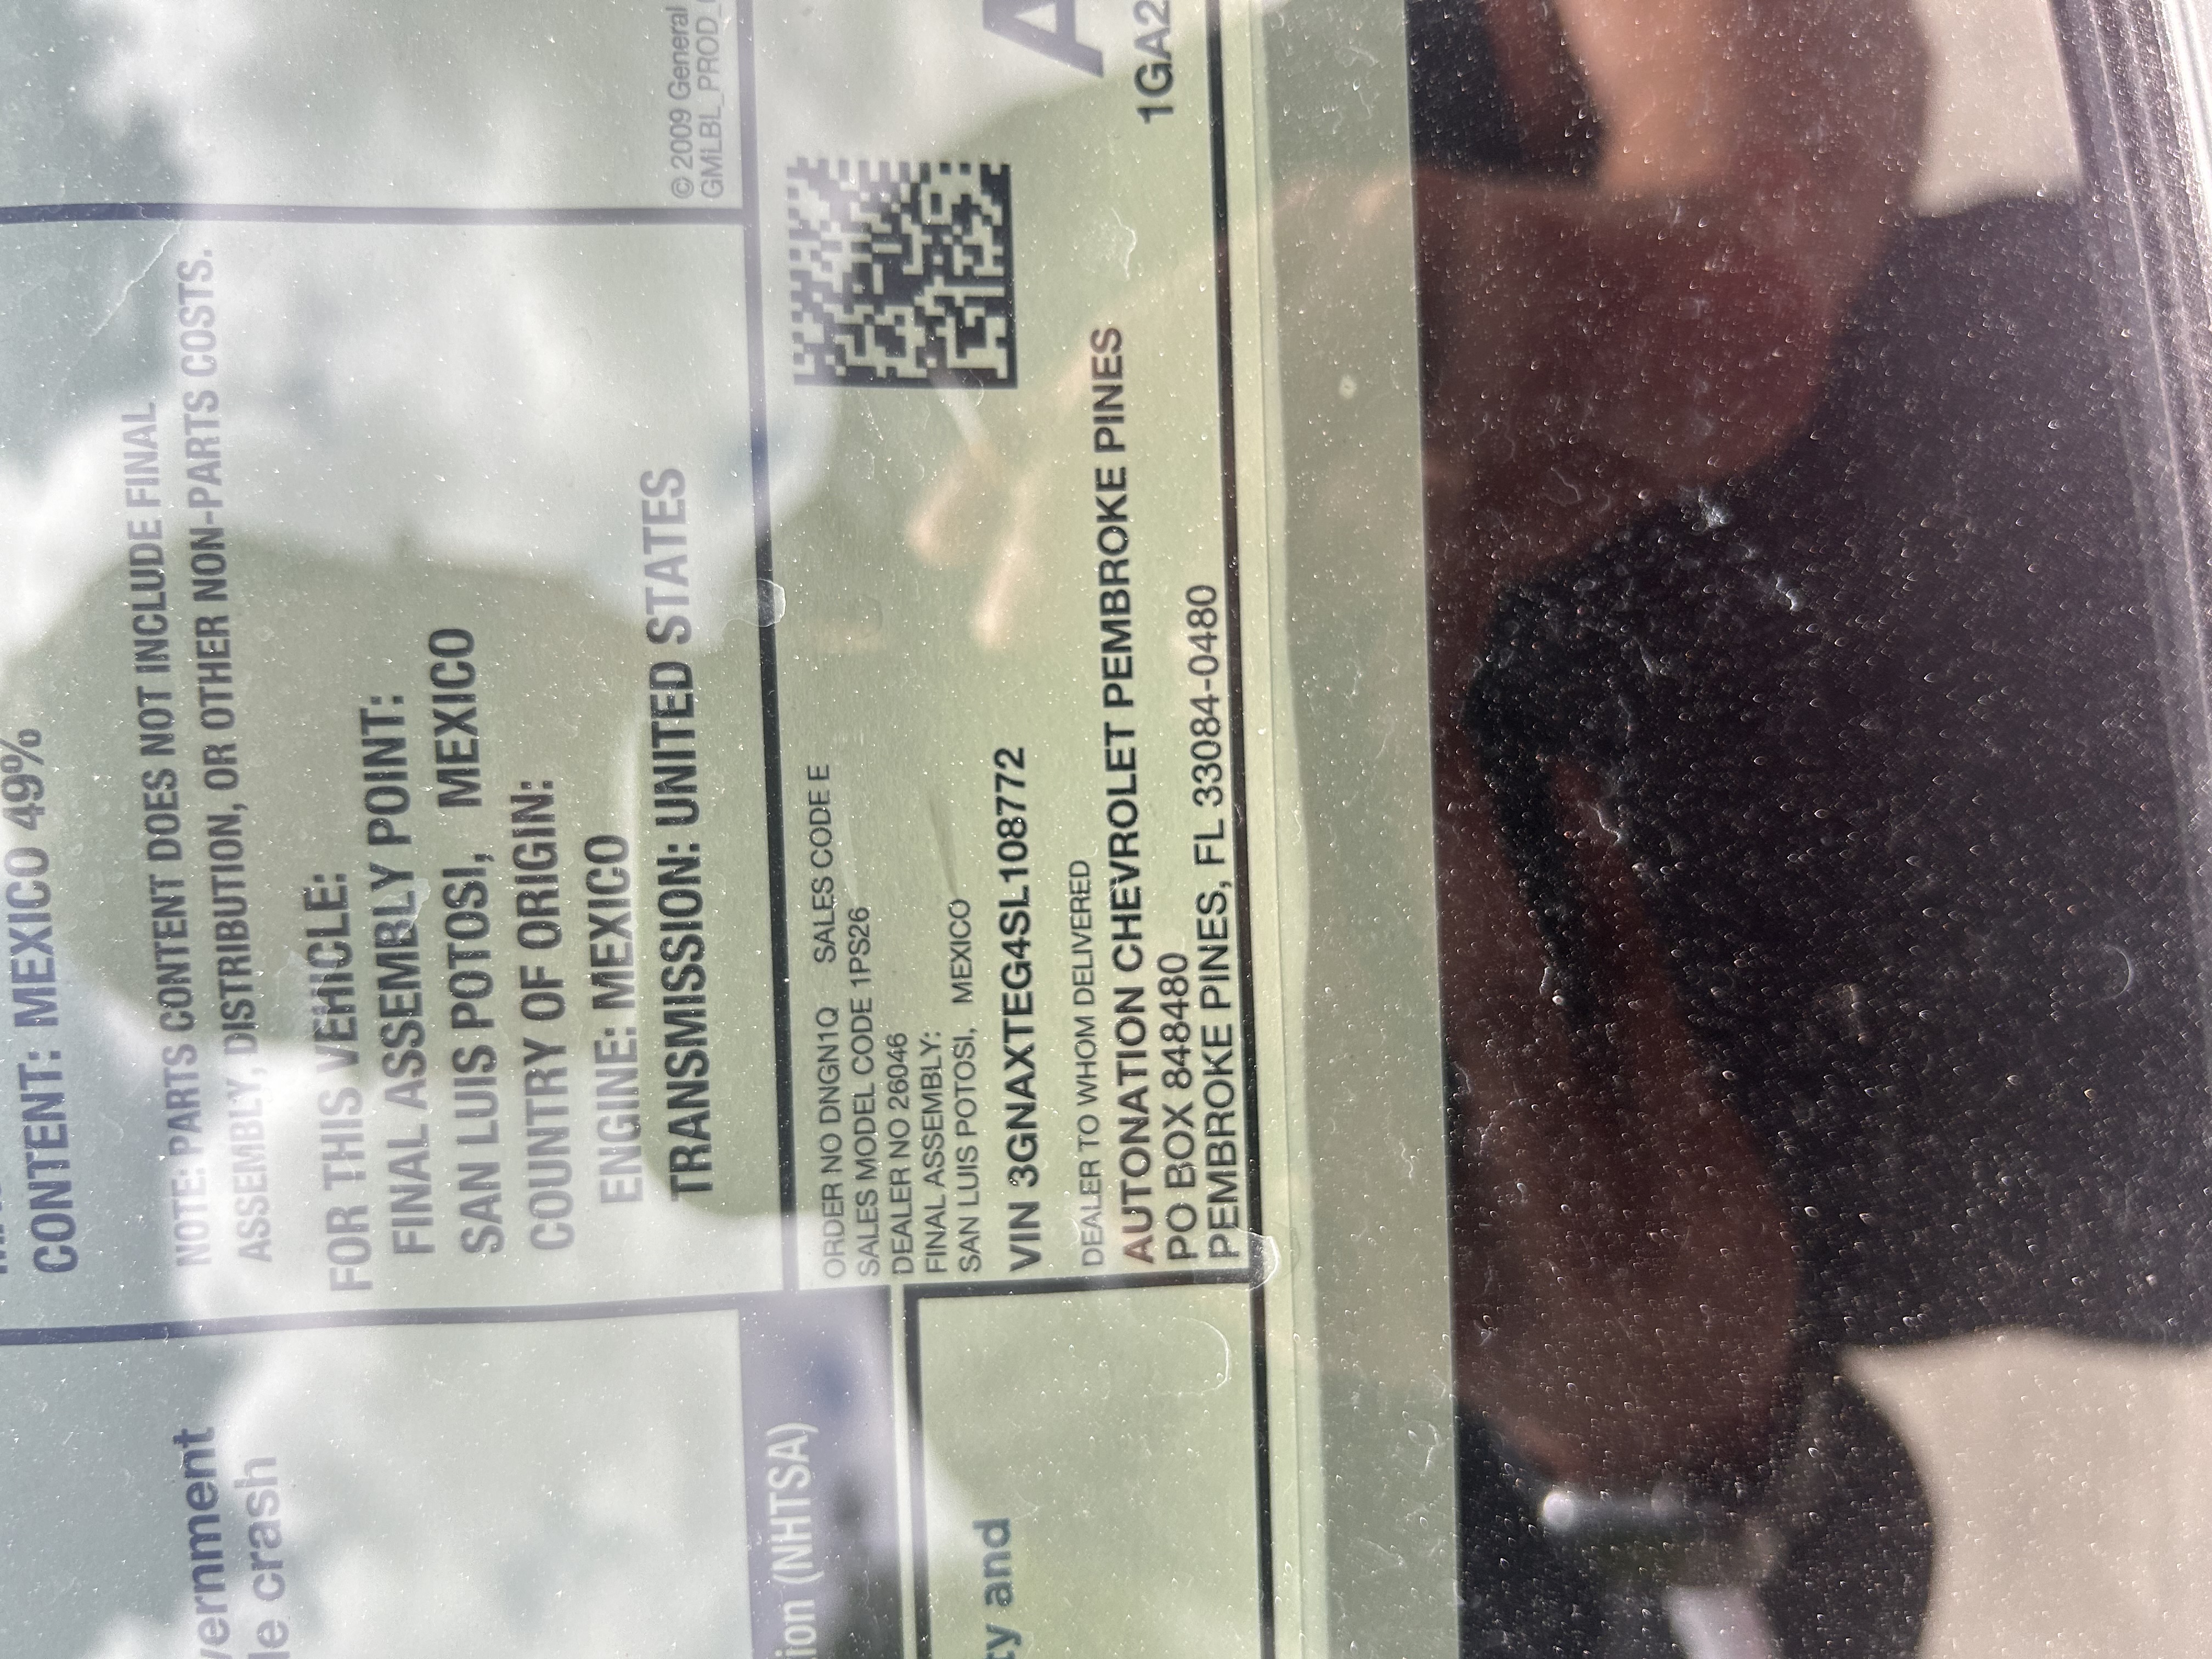 CONTENT: MEXICO 49%
NOTE: PARTS CONTENT DOES NOT INCLUDE FINAL
ASSEMBLY, DISTRIBUTION, OR OTHER NON-PARTS COSTS.
FOR THIS VEHICLE:
FINAL ASSEMBLY POINT:
SAN LUIS POTOSI, MEXICO
COUNTRY OF ORIGIN:
ENGINE: MEXICO
TRANSMISSION: UNITED STATES
© 2009 General
GMLBL_PROD_
ORDER NO DNGN1Q SALES CODE E
SALES MODEL CODE 1PS26
DEALER NO 26046
FINAL ASSEMBLY:
SAN LUIS POTOSI, MEXICO
VIN 3GNAXTEG4SL108772
DEALER TO WHOM DELIVERED
AUTONATION CHEVROLET PEMBROKE PINES
PO BOX 848480
PEMBROKE PINES, FL 33084-0480
A
1GA2
vernment
le crash
ion (NHTSA)
ty and